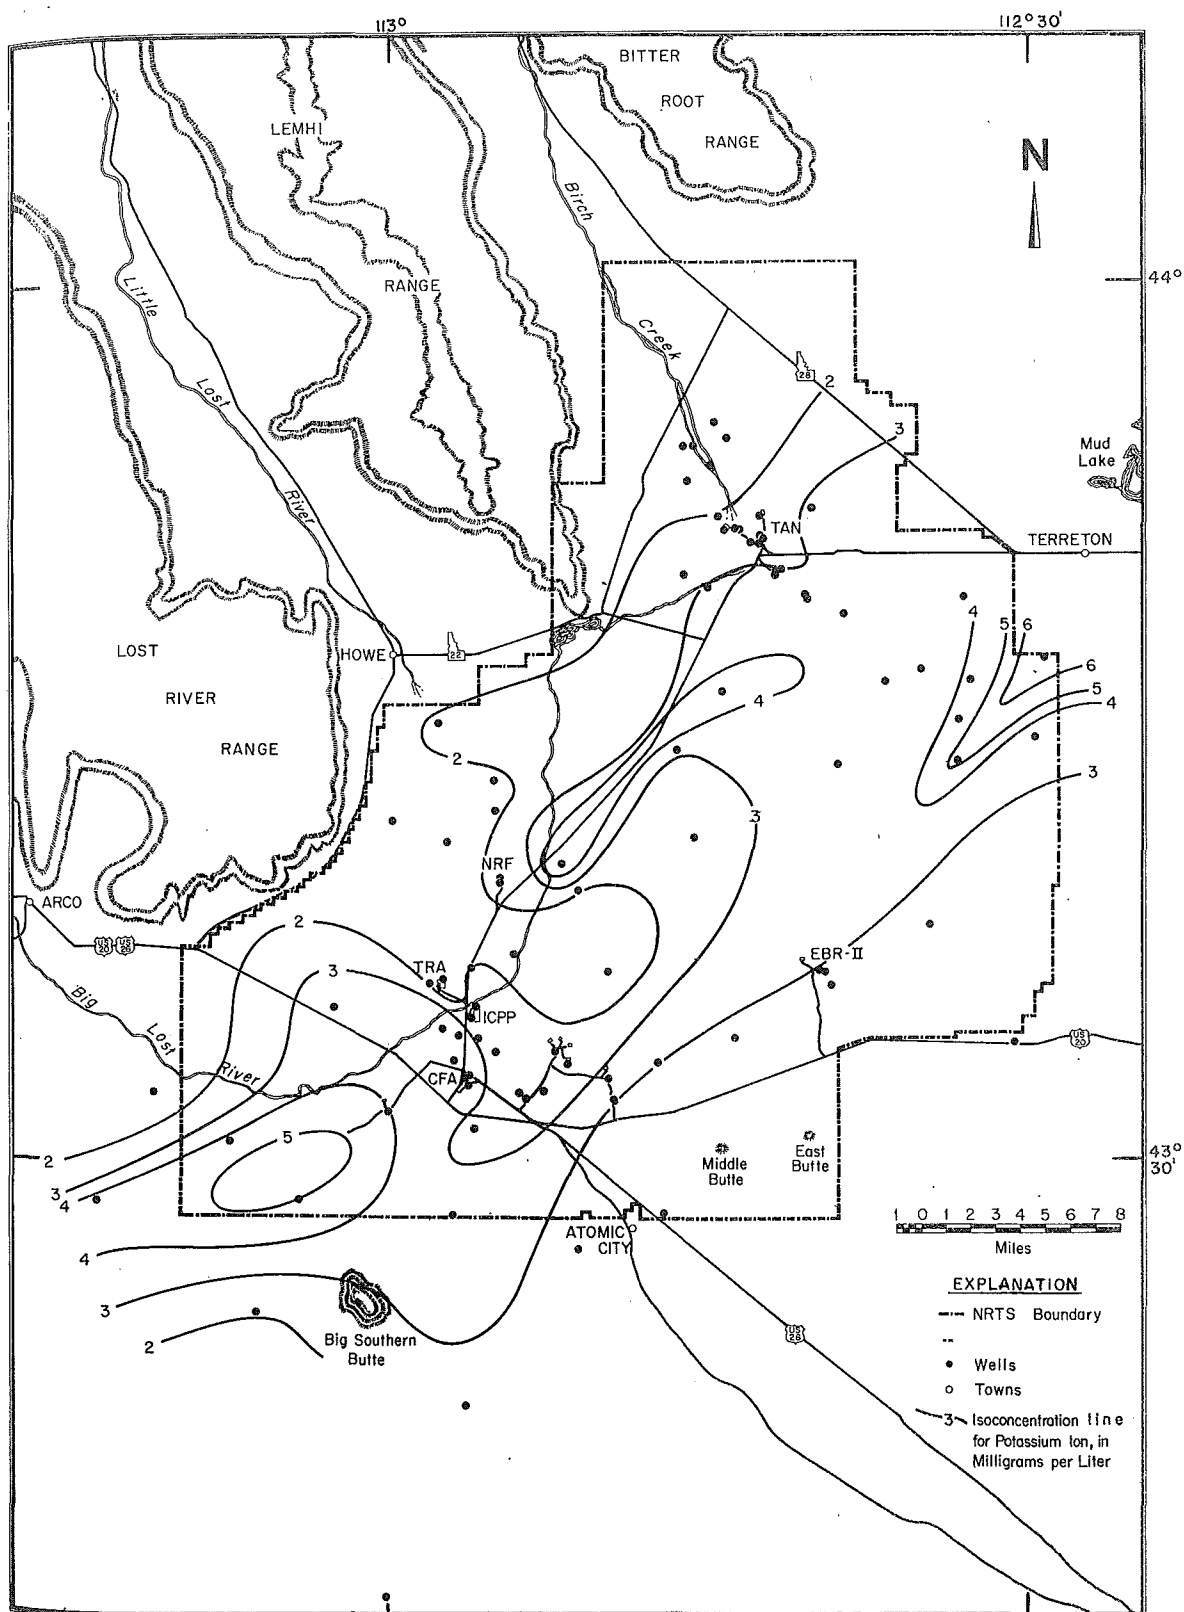 113°
112° 30'
BITTER
ROOT
RANGE
LEMHI
RANGE
N
Birch
Creek
44°
Little
Lost
River
28
2
3
Mud
Lake
TAN
TERRETON
4
5
6
6
5
4
3
HOWE
22
LOST
RIVER
RANGE
4
2
3
NRF
ARCO
US
20
US
26
2
3
TRA
EBR-II
ICPP
US
20
Big
Lost
River
CFA
5
2
3
4
Middle
Butte
East
Butte
43°
30'
ATOMIC
CITY
4
3
2
Big Southern
Butte
US
26
1 0 1 2 3 4 5 6 7 8
Miles
EXPLANATION
NRTS Boundary
Wells
Towns
3 Isoconcentration line
for Potassium Ion, in
Milligrams per Liter